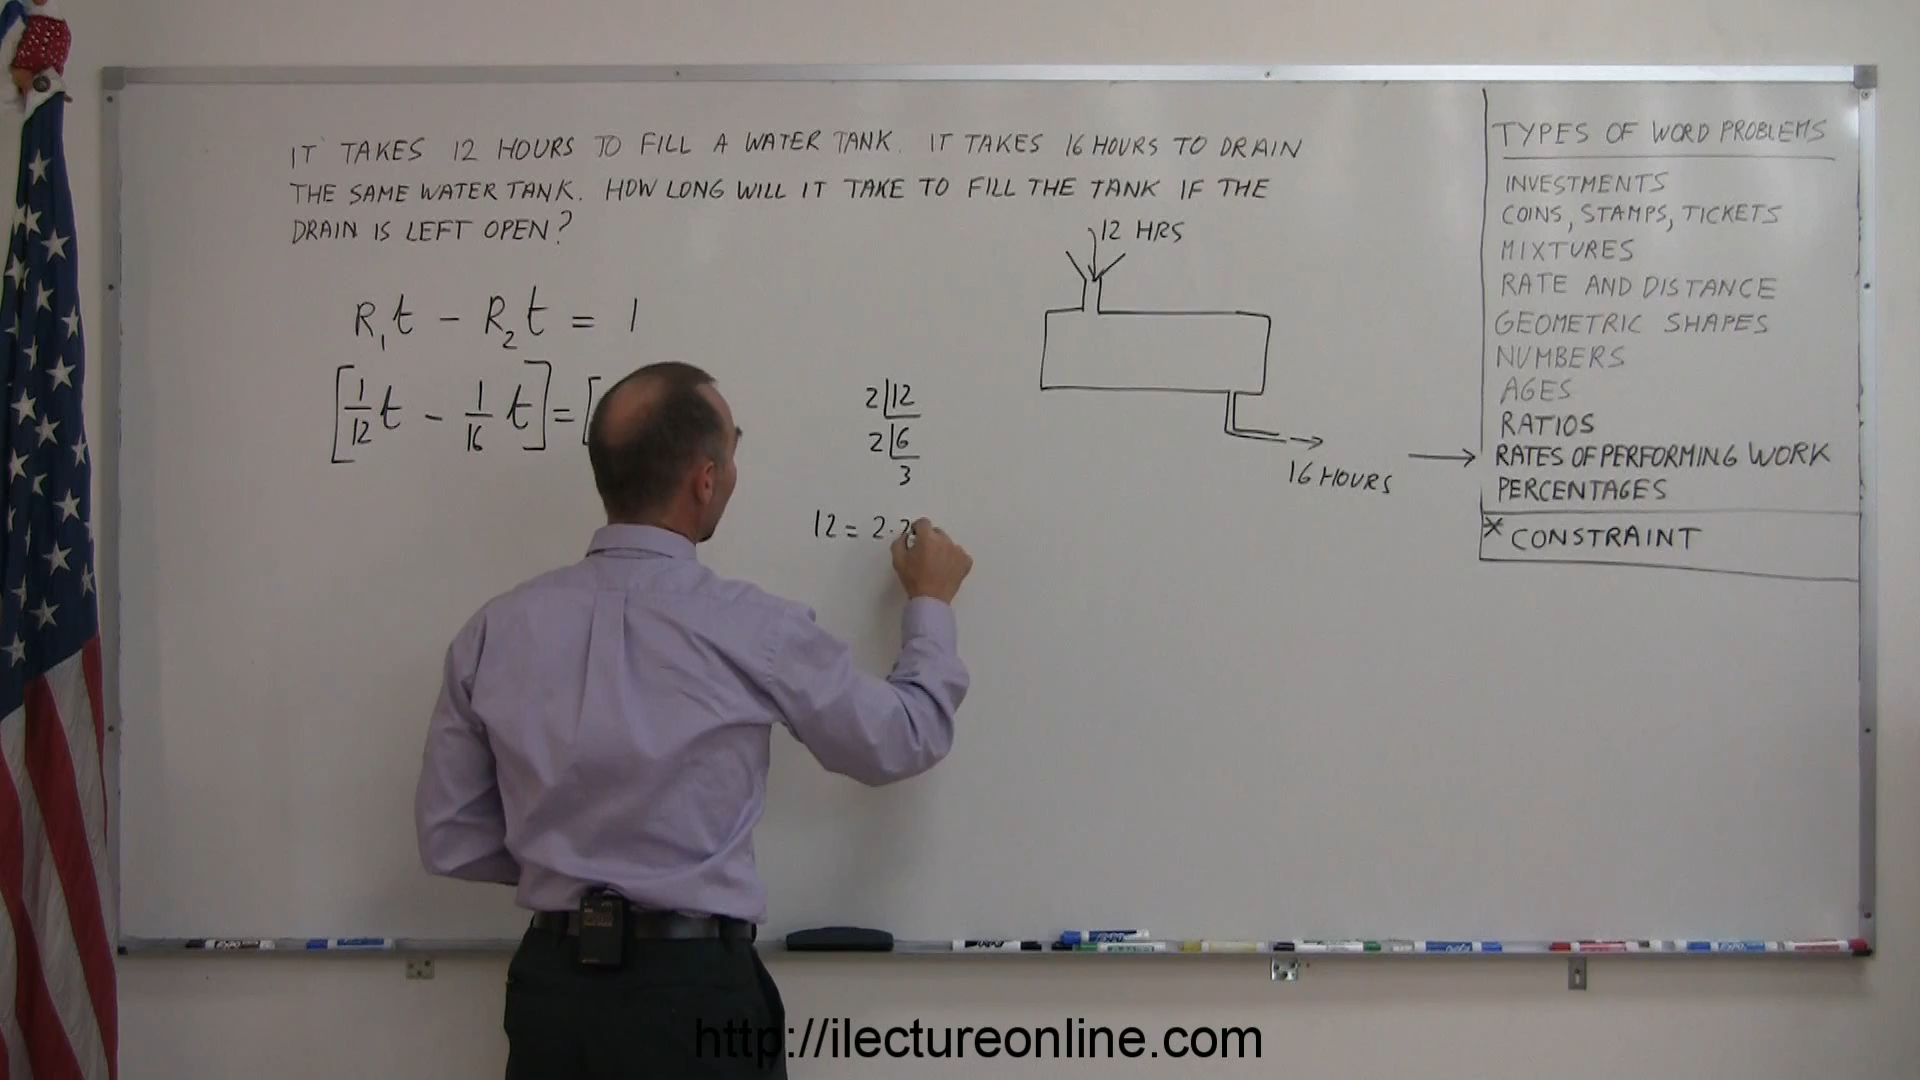 IT TAKES 12 HOURS TO FILL A WATER TANK. IT TAKES 16 HOURS TO DRAIN
THE SAME WATER TANK. HOW LONG WILL IT TAKE TO FILL THE TANK IF THE
DRAIN IS LEFT OPEN?
R₁t - R₂t = 1
[1/12 t - 1/16 t] = [
2|12
2|6
3
12 = 2·2
12 HRS
16 HOURS
TYPES OF WORD PROBLEMS
INVESTMENTS
COINS, STAMPS, TICKETS
MIXTURES
RATE AND DISTANCE
GEOMETRIC SHAPES
NUMBERS
AGES
RATIOS
→ RATES OF PERFORMING WORK
PERCENTAGES
* CONSTRAINT
http://ilectureonline.com